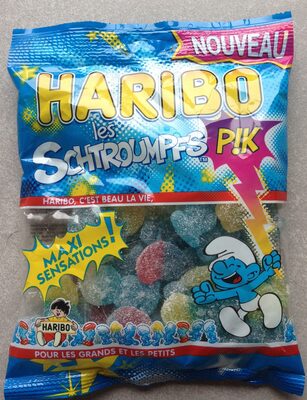 NOUVEAU
HARIBO
les
SCHTROUMPFS
P!K
HARIBO, C'EST BEAU LA VIE,
MAXI
SENSATIONS!
HARIBO
POUR LES GRANDS ET LES PETITS